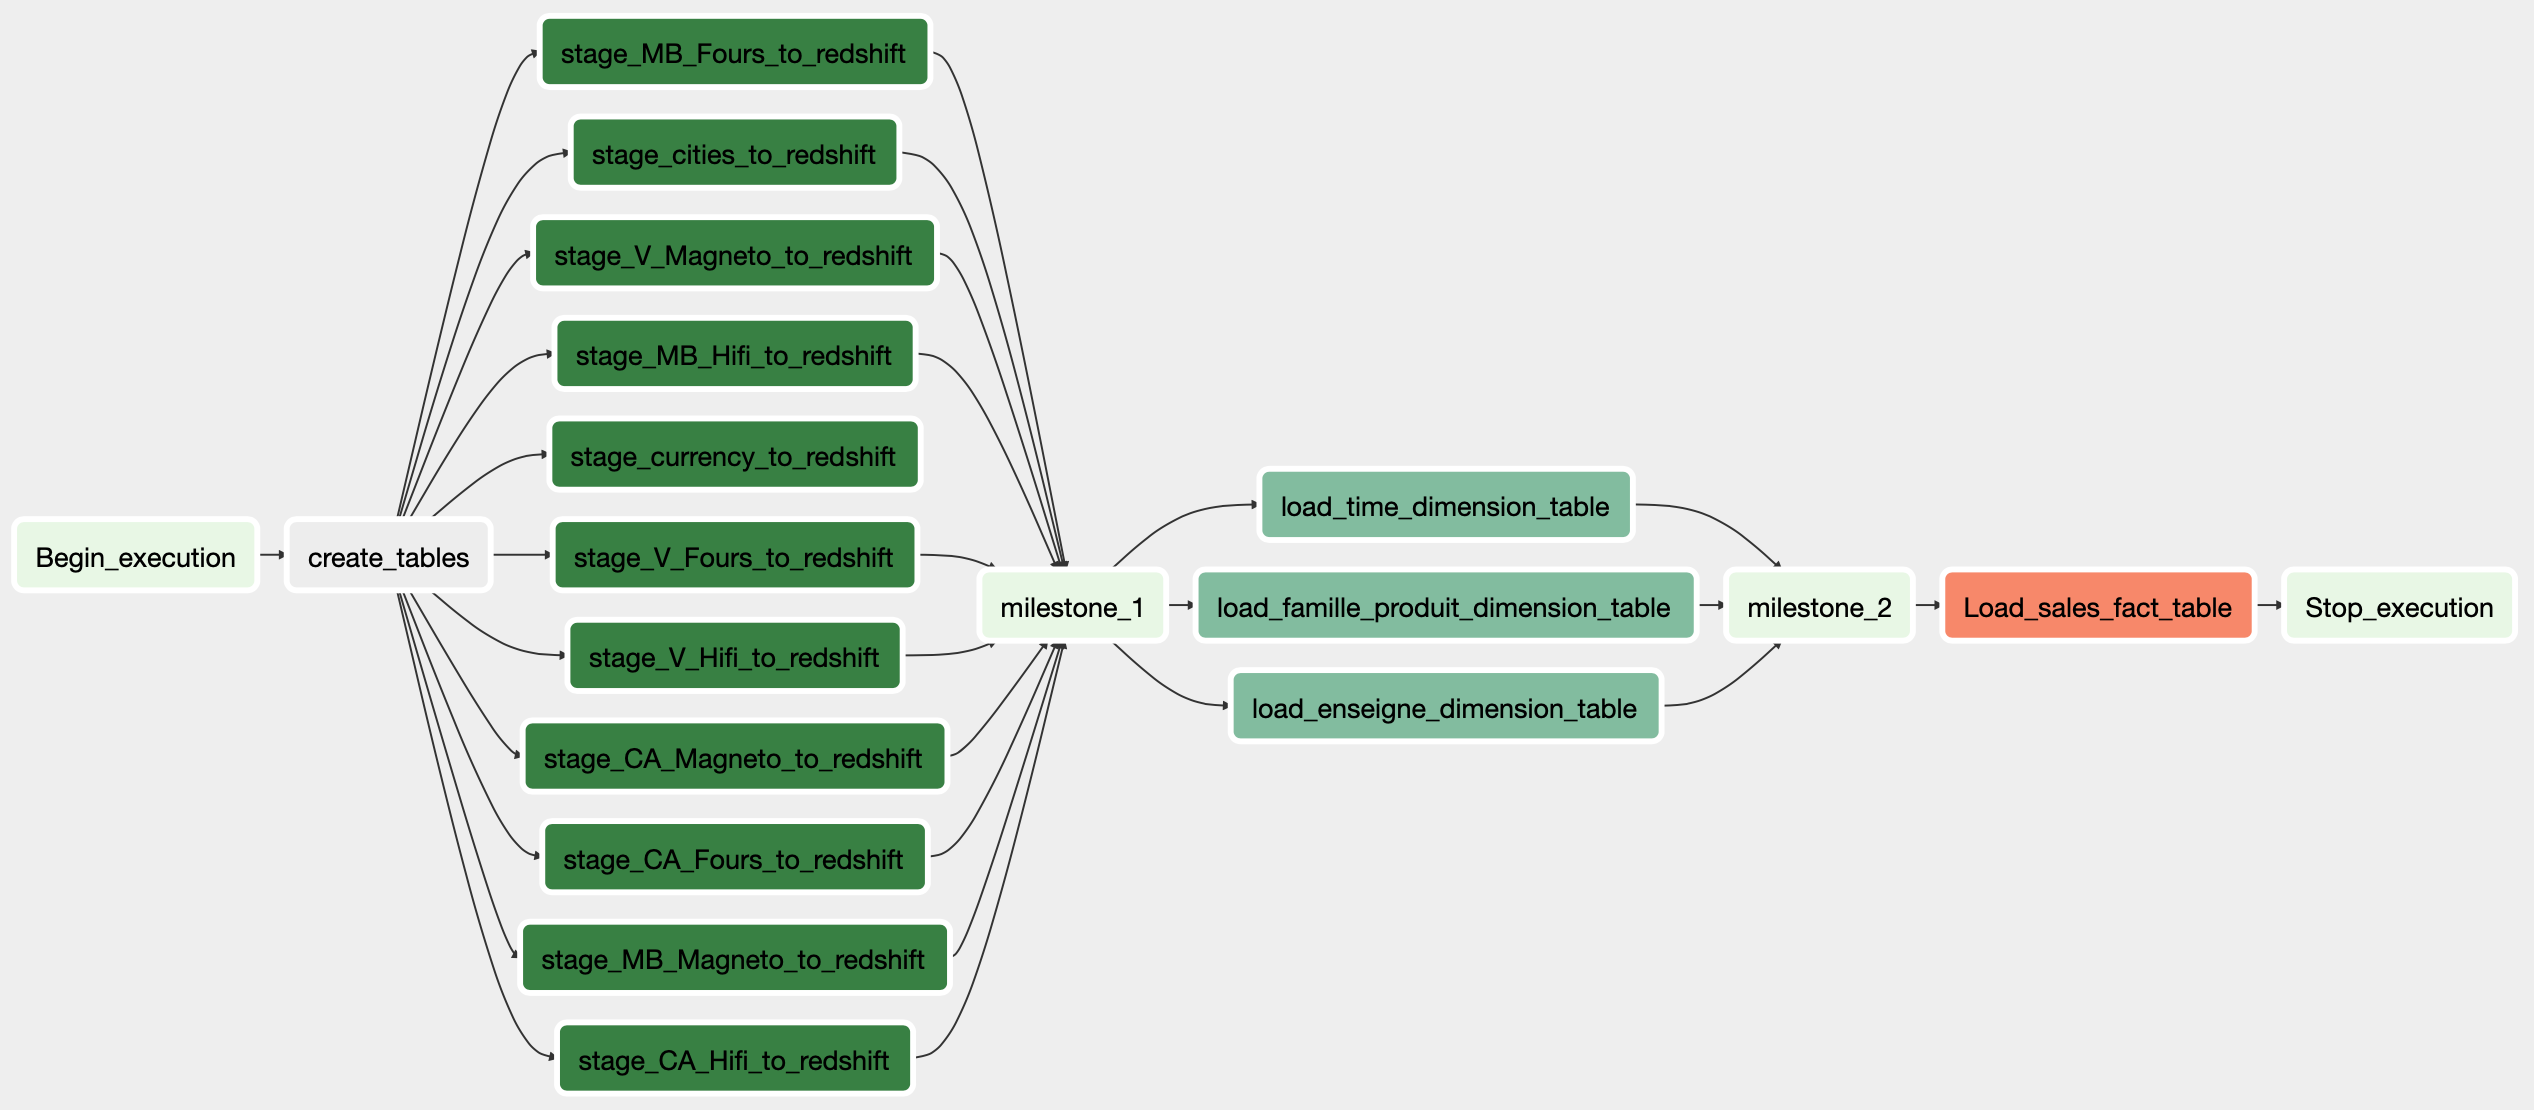 Begin_execution
create_tables
stage_MB_Fours_to_redshift
stage_cities_to_redshift
stage_V_Magneto_to_redshift
stage_MB_Hifi_to_redshift
stage_currency_to_redshift
stage_V_Fours_to_redshift
stage_V_Hifi_to_redshift
stage_CA_Magneto_to_redshift
stage_CA_Fours_to_redshift
stage_MB_Magneto_to_redshift
stage_CA_Hifi_to_redshift
milestone_1
load_time_dimension_table
load_famille_produit_dimension_table
load_enseigne_dimension_table
milestone_2
Load_sales_fact_table
Stop_execution